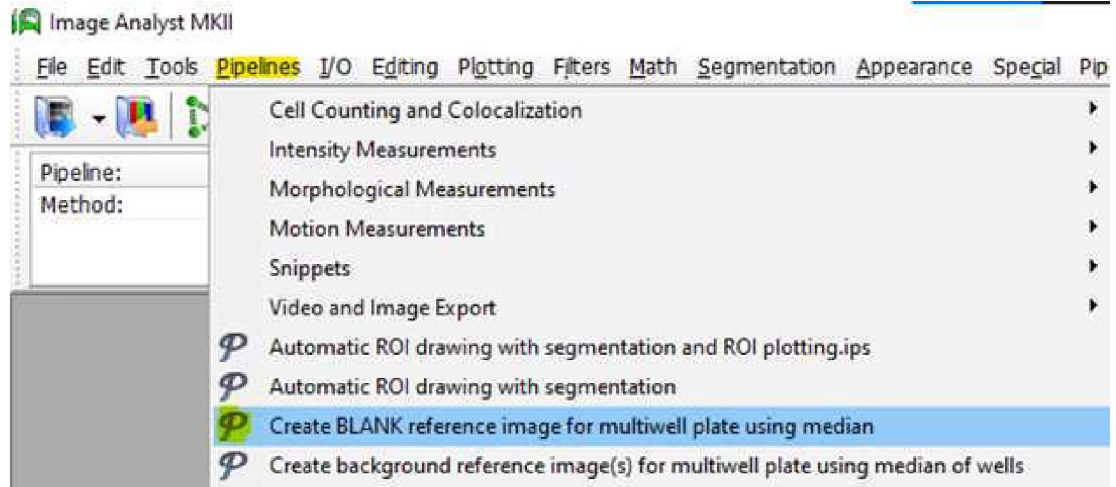 Image Analyst MKII
File Edit Tools Pipelines I/O Editing Plotting Filters Math Segmentation Appearance Special Pip
Pipeline:
Method:
Cell Counting and Colocalization
Intensity Measurements
Morphological Measurements
Motion Measurements
Snippets
Video and Image Export
Automatic ROI drawing with segmentation and ROI plotting.ips
Automatic ROI drawing with segmentation
Create BLANK reference image for multiwell plate using median
Create background reference image(s) for multiwell plate using median of wells